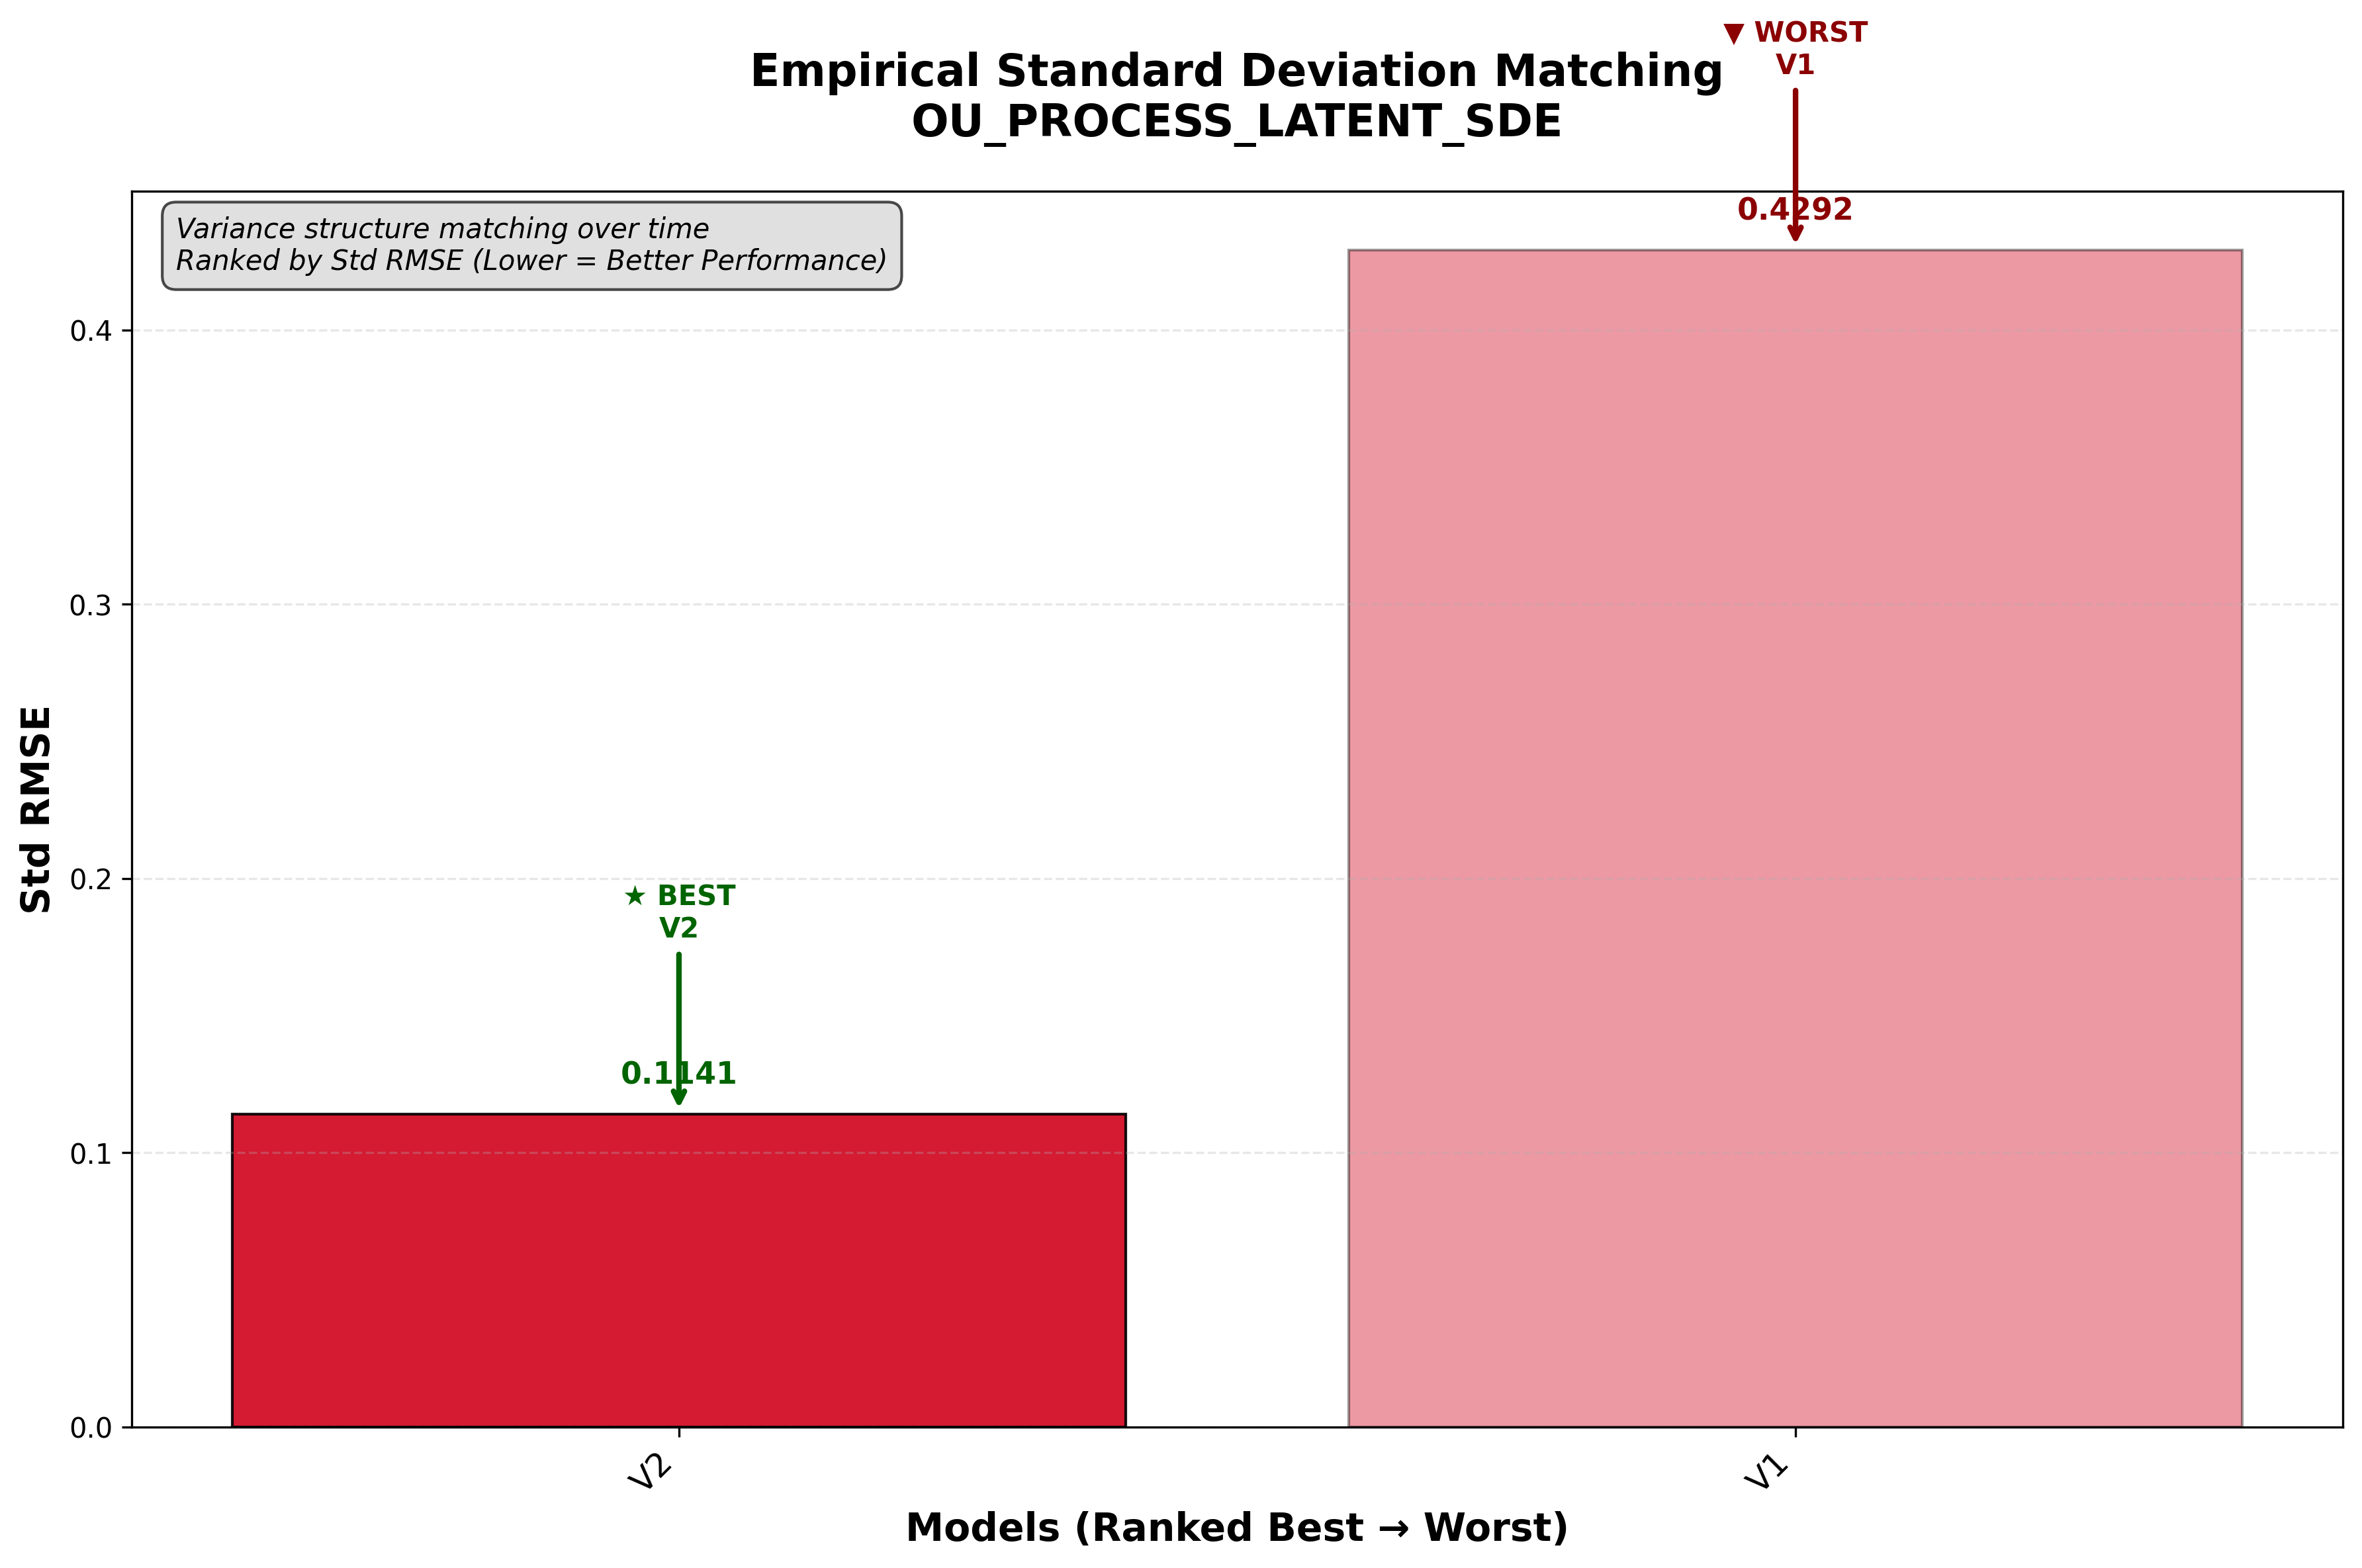 ▼ WORST
V1
Empirical Standard Deviation Matching
OU_PROCESS_LATENT_SDE
0.4292
Variance structure matching over time
Ranked by Std RMSE (Lower = Better Performance)
0.4
0.3
0.2
0.1
0.0
Std RMSE
★ BEST
V2
0.1141
V2
V1
Models (Ranked Best → Worst)